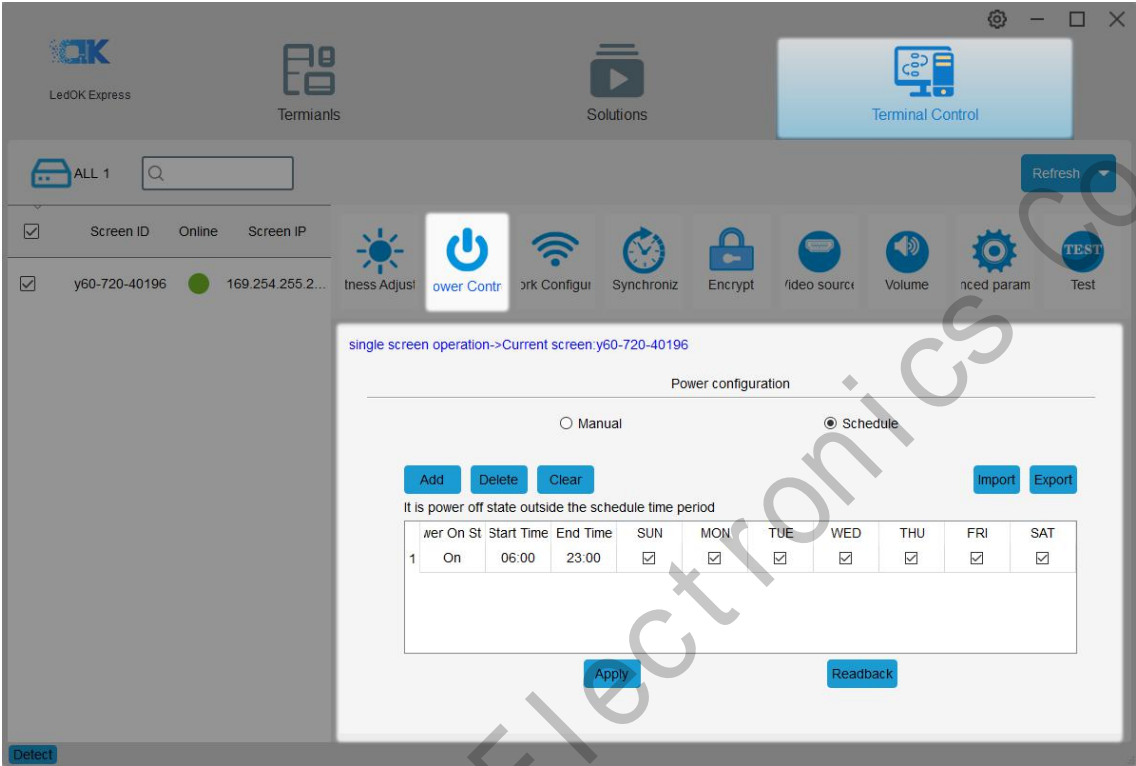 LedOK Express
Termianls
Solutions
Terminal Control
ALL 1
Refresh
Screen ID Online Screen IP
y60-720-40196 169.254.255.2...
tness Adjust ower Contr ork Configur Synchroniz Encrypt Video source Volume nced param Test
TEST
single screen operation->Current screen:y60-720-40196
Power configuration
Manual Schedule
Add Delete Clear Import Export
It is power off state outside the schedule time period
wer On St Start Time End Time SUN MON TUE WED THU FRI SAT
1 On 06:00 23:00
Apply Readback
Detect
Electronics Co